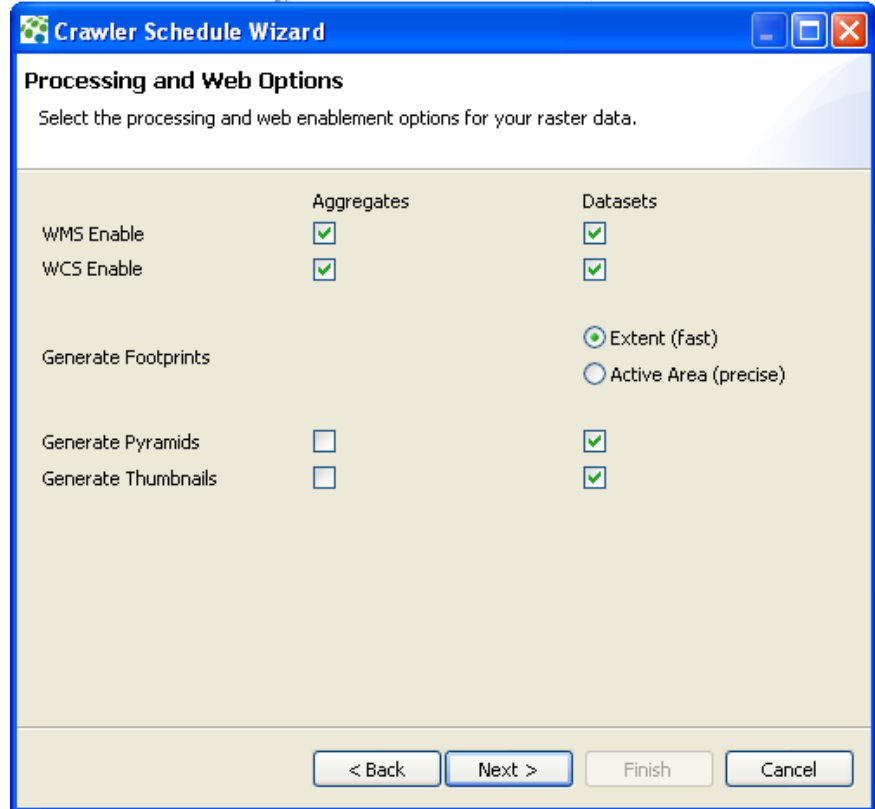 Crawler Schedule Wizard
Processing and Web Options
Select the processing and web enablement options for your raster data.
Aggregates Datasets
WMS Enable
WCS Enable
Generate Footprints
Extent (fast)
Active Area (precise)
Generate Pyramids
Generate Thumbnails
< Back Next > Finish Cancel